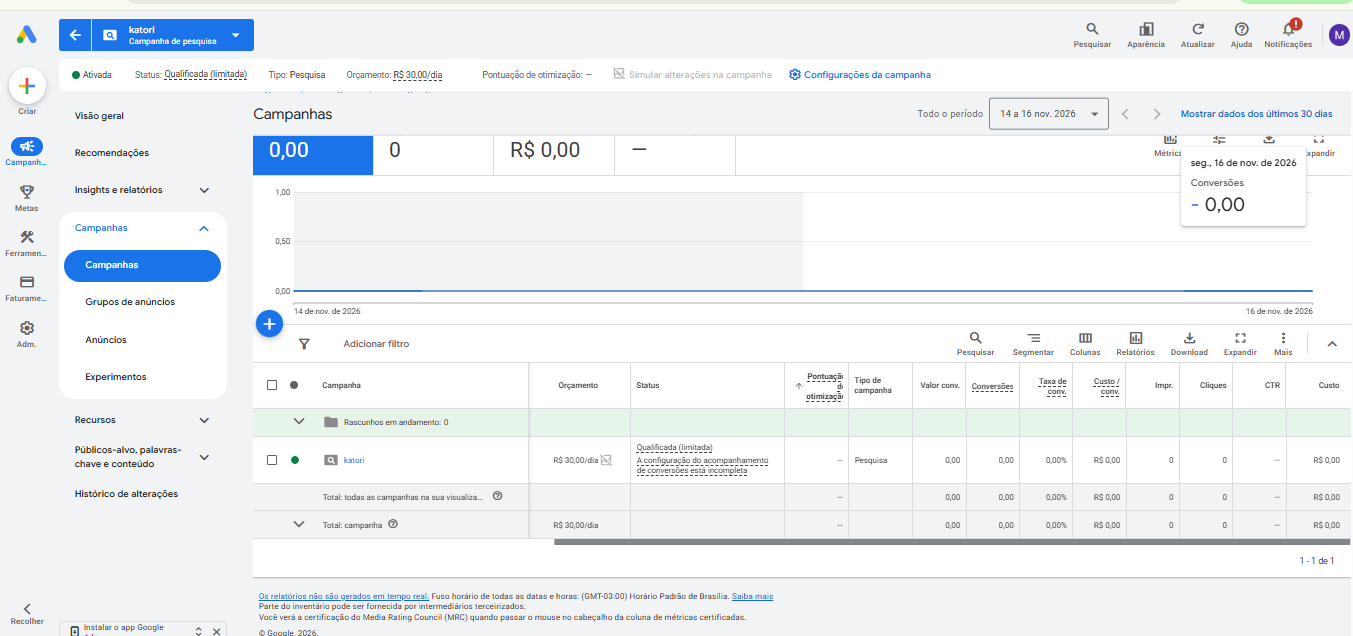 katori
Campanha de pesquisa
Pesquisar
Aparência
Atualizar
Ajuda
Notificações
M
Criar
Campanh...
Metas
Ferramen...
Faturame...
Adm.
Recolher
Ativada
Status: Qualificada (limitada)
Tipo: Pesquisa
Orçamento: R$ 30,00/dia
Pontuação de otimização: —
Simular alterações na campanha
Configurações da campanha
Visão geral
Recomendações
Insights e relatórios
Campanhas
Campanhas
Grupos de anúncios
Anúncios
Experimentos
Recursos
Públicos-alvo, palavras-
chave e conteúdo
Histórico de alterações
Instalar o app Google
Campanhas
Todo o período
14 a 16 nov. 2026
Mostrar dados dos últimos 30 dias
0,00
0
R$ 0,00
—
seg., 16 de nov. de 2026
Conversões
0,00
1,00
0,50
0,00
14 de nov. de 2026
16 de nov. de 2026
Adicionar filtro
Pesquisar
Segmentar
Colunas
Relatórios
Download
Expandir
Mais
Campanha
Orçamento
Status
Tipo de
campanha
Valor conv.
Conversões
Taxa de
conv.
Custo /
conv.
Impr.
Cliques
CTR
Custo
Rascunhos em andamento: 0
katori
R$ 30,00/dia
Qualificada (limitada)
A configuração do acompanhamento
de conversões está incompleta
—
Pesquisa
0,00
0,00
0,00%
R$ 0,00
0
0
—
R$ 0,00
Total: todas as campanhas na sua visualiza...
—
0,00
0,00
0,00%
R$ 0,00
0
0
—
R$ 0,00
Total: campanha
R$ 30,00/dia
—
0,00
0,00
0,00%
R$ 0,00
0
0
—
R$ 0,00
1 - 1 de 1
Os relatórios não são gerados em tempo real. Fuso horário de todas as datas e horas: (GMT-03:00) Horário Padrão de Brasília. Saiba mais
Parte do inventário pode ser fornecida por intermediários terceirizados.
Você verá a certificação do Media Rating Council (MRC) quando passar o mouse no cabeçalho da coluna de métricas certificadas.
© Google, 2026.